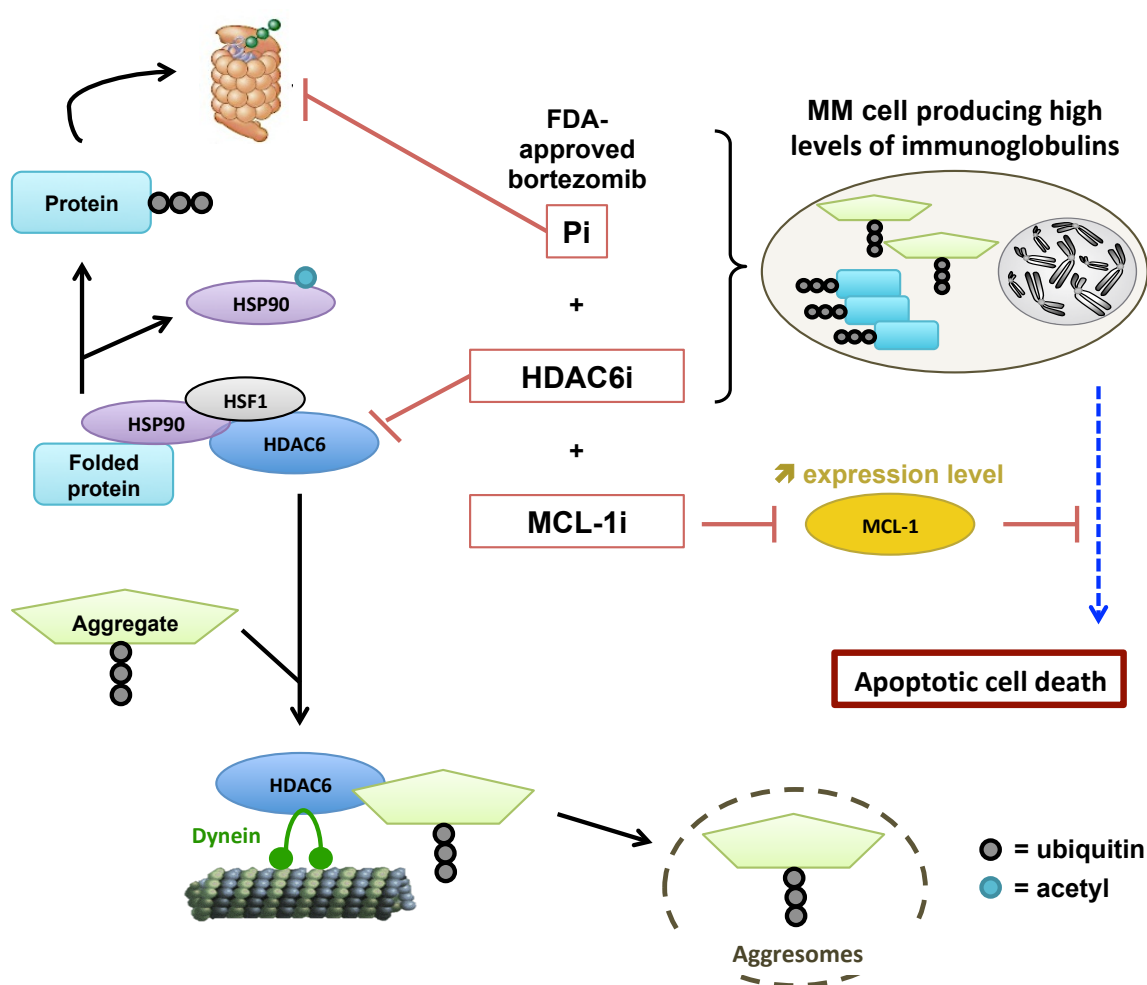 FDA-
approved
bortezomib
MM cell producing high
levels of immunoglobulins
Protein
Pi
HSP90
+
HDAC6i
HSF1
HSP90
HDAC6
Folded
protein
+
↗ expression level
MCL-1i
MCL-1
Aggregate
Apoptotic cell death
HDAC6
Dynein
= ubiquitin
= acetyl
Aggresomes